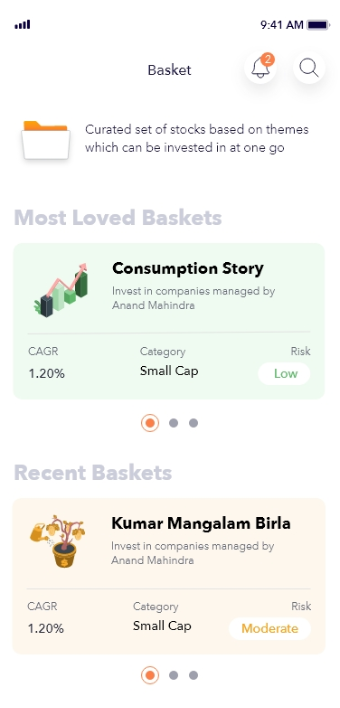 9:41 AM
Basket
2
Curated set of stocks based on themes
which can be invested in at one go
Most Loved Baskets
Consumption Story
Invest in companies managed by
Anand Mahindra
CAGR
Category
Risk
1.20%
Small Cap
Low
Recent Baskets
Kumar Mangalam Birla
Invest in companies managed by
Anand Mahindra
CAGR
Category
Risk
1.20%
Small Cap
Moderate